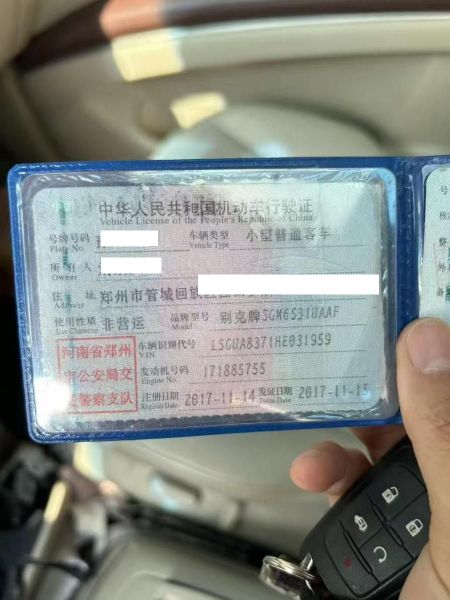 中华人民共和国机动车行驶证
Vehicle License of the People's Republic of China
号牌号码 车辆类型 小型普通客车
Plate No. Vehicle Type
所有人
Owner
住址 郑州市管城回族
Address
使用性质 非营运 品牌型号 别克牌SGM6531UAAF
Use Character Model
河南省郑州 车辆识别代号 LSGUA8371HE031959
VIN
市公安局交 发动机号码 171885755
Engine No.
警察支队 注册日期 2017-11-14 发证日期 2017-11-15
Register Date Issue Date